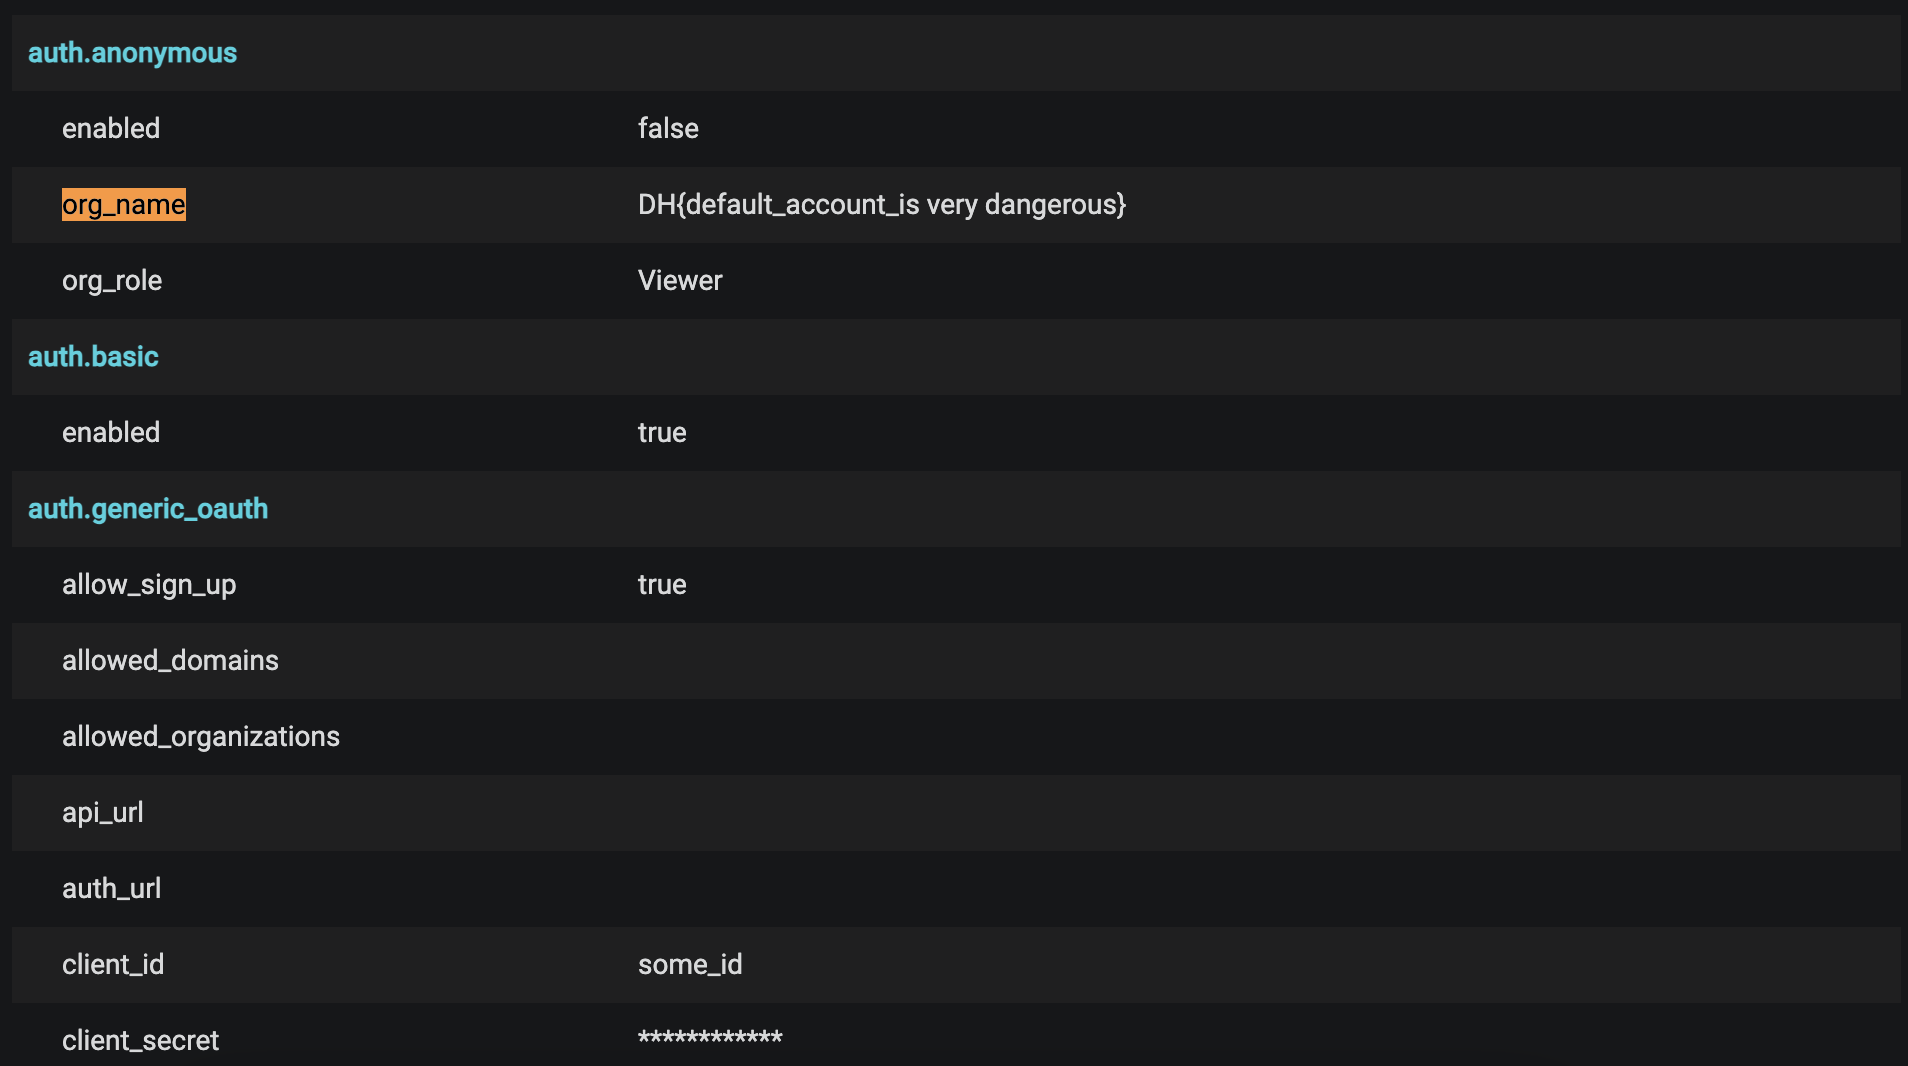 auth.anonymous
enabled false
org_name DH{default_account_is very dangerous}
org_role Viewer
auth.basic
enabled true
auth.generic_oauth
allow_sign_up true
allowed_domains
allowed_organizations
api_url
auth_url
client_id some_id
client_secret ************